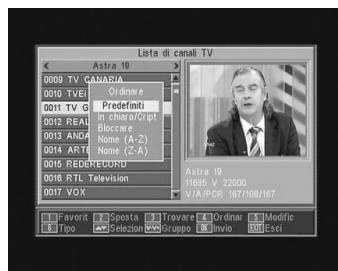 Lista di canali TV
Astra 19
0009 TV CANARIA
0010 TVEi
0011 TV G
0012 REAL
0013 ANDA
0014 ARTE
0015 REDERECORD
0016 RTL Television
0017 VOX
Ordinare
Predefiniti
In chiaro/Cript
Bloccare
Nome (A-Z)
Nome (Z-A)
Astra 19
11685 V 22000
V/A/PCR 167/108/167
1 Favorit 2 Sposta 3 Trovare 4 Ordinar 5 Modific
6 Tipo Selezion Gruppo OK Invio EXIT Esci